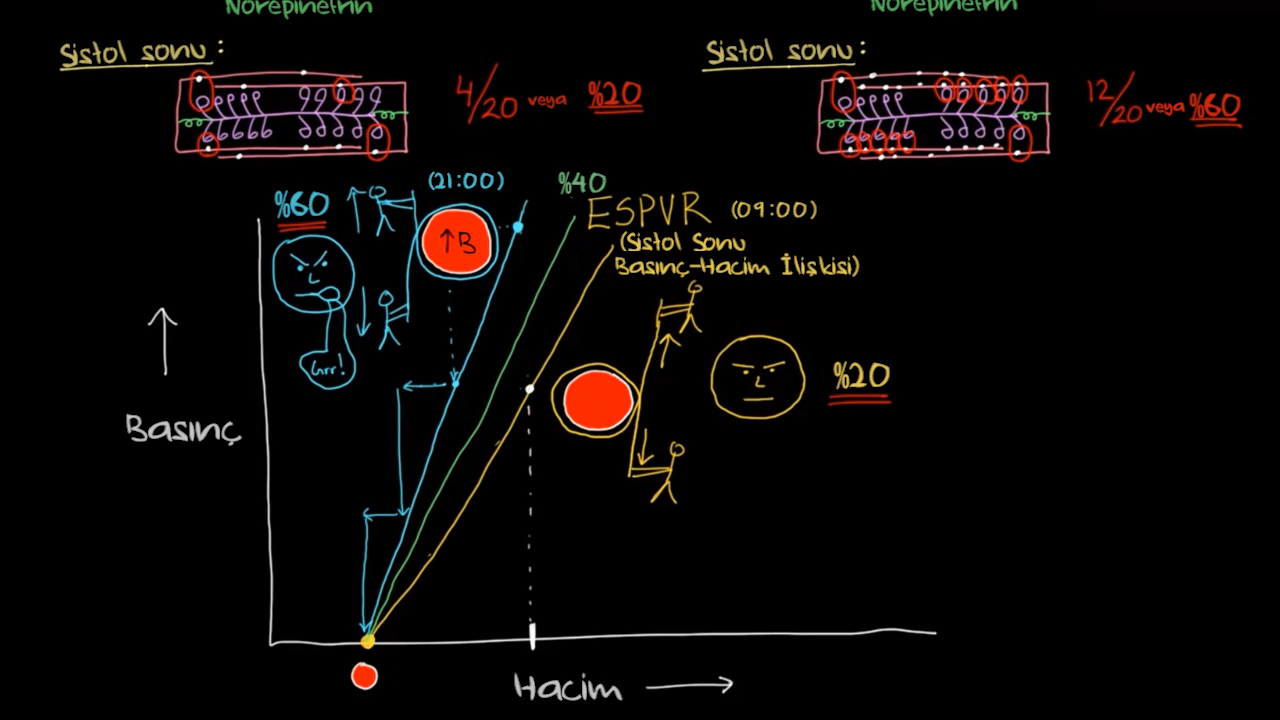 Norepinefrin
Norepinefrin
Sistol sonu:
4/20 veya %20
Sistol sonu:
12/20 veya %60
%60
(21:00)
%40
ESPVR (09:00)
(Sistol Sonu
Basınç-Hacim İlişkisi)
↑B
Grr!
%20
Basınç
Hacim